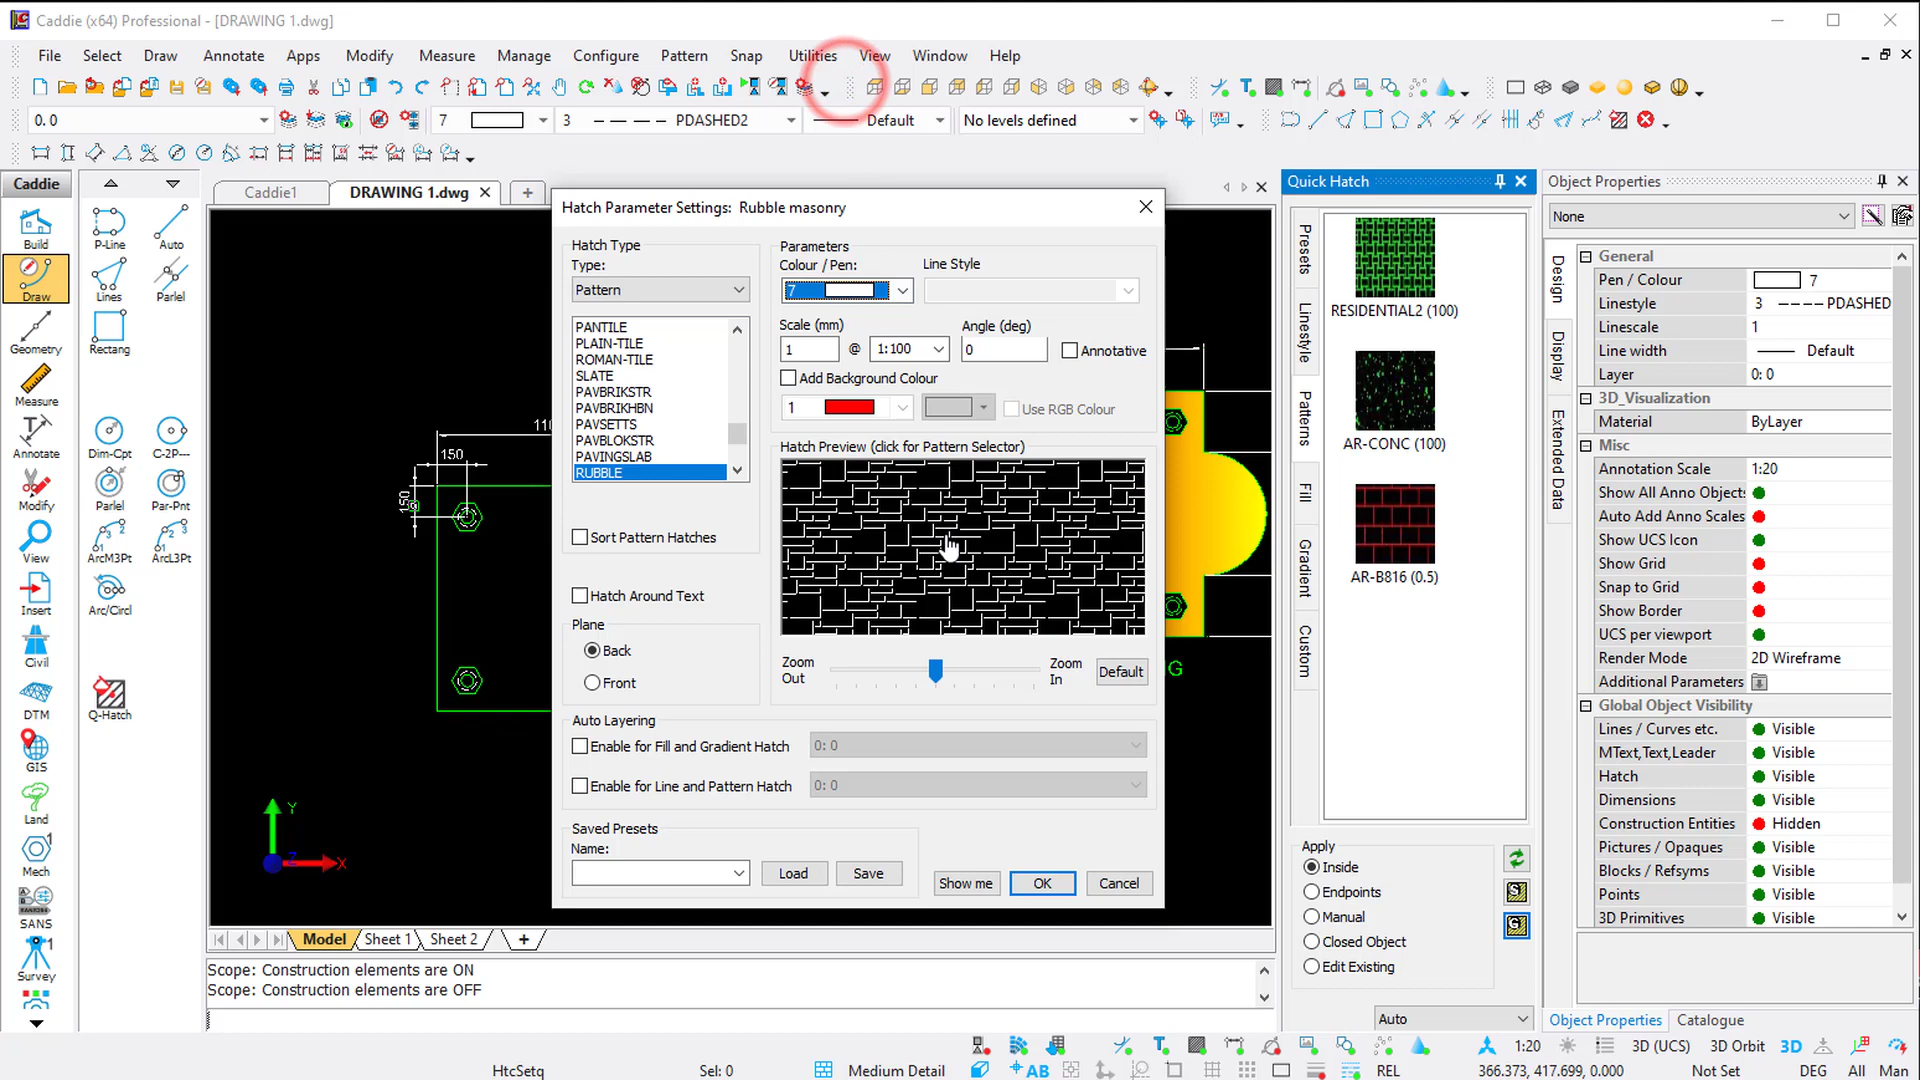 Caddie (x64) Professional - [DRAWING 1.dwg]
File Select Draw Annotate Apps Modify Measure Manage Configure Pattern Snap Utilities View Window Help
0. 0
7
3
PDASHED2
Default
No levels defined
Caddie
Caddie1
DRAWING 1.dwg
Build
Draw
Geometry
Measure
Annotate
Modify
View
Insert
Civil
DTM
GIS
Land
Mech
SANS
Survey
P-Line
Auto
Lines
Parlel
Rectang
Dim-Cpt
C-2P---
Parlel
Par-Pnt
ArcM3Pt
ArcL3Pt
Arc/Circl
Q-Hatch
150
150
Y
Z
X
G
Hatch Parameter Settings: Rubble masonry
Hatch Type
Type:
Pattern
PANTILE
PLAIN-TILE
ROMAN-TILE
SLATE
PAVBRIKSTR
PAVBRIKHBN
PAVSETTS
PAVBLOKSTR
PAVINGSLAB
RUBBLE
Sort Pattern Hatches
Hatch Around Text
Plane
Back
Front
Parameters
Colour / Pen:
Line Style
7
Scale (mm)
Angle (deg)
1
@
1:100
0
Annotative
Add Background Colour
1
Use RGB Colour
Hatch Preview (click for Pattern Selector)
Zoom Out
Zoom In
Default
Auto Layering
Enable for Fill and Gradient Hatch
0: 0
Enable for Line and Pattern Hatch
0: 0
Saved Presets
Name:
Load
Save
Show me
OK
Cancel
Model
Sheet 1
Sheet 2
Scope: Construction elements are ON
Scope: Construction elements are OFF
Quick Hatch
Presets
Linestyle
Patterns
Fill
Gradient
Custom
RESIDENTIAL2 (100)
AR-CONC (100)
AR-B816 (0.5)
Apply
Inside
Endpoints
Manual
Closed Object
Edit Existing
Auto
Object Properties
None
Design
Display
Extended Data
General
Pen / Colour 7
Linestyle 3 PDASHED
Linescale 1
Line width Default
Layer 0: 0
3D_Visualization
Material ByLayer
Misc
Annotation Scale 1:20
Show All Anno Objects
Auto Add Anno Scales
Show UCS Icon
Show Grid
Snap to Grid
Show Border
UCS per viewport
Render Mode 2D Wireframe
Additional Parameters
Global Object Visibility
Lines / Curves etc. Visible
MText,Text,Leader Visible
Hatch Visible
Dimensions Visible
Construction Entities Hidden
Pictures / Opaques Visible
Blocks / Refsyms Visible
Points Visible
3D Primitives Visible
Object Properties
Catalogue
1:20
3D (UCS)
3D Orbit
3D
HtcSetq
Sel: 0
Medium Detail
AB
REL
366.373, 417.699, 0.000
Not Set
DEG
All
Man